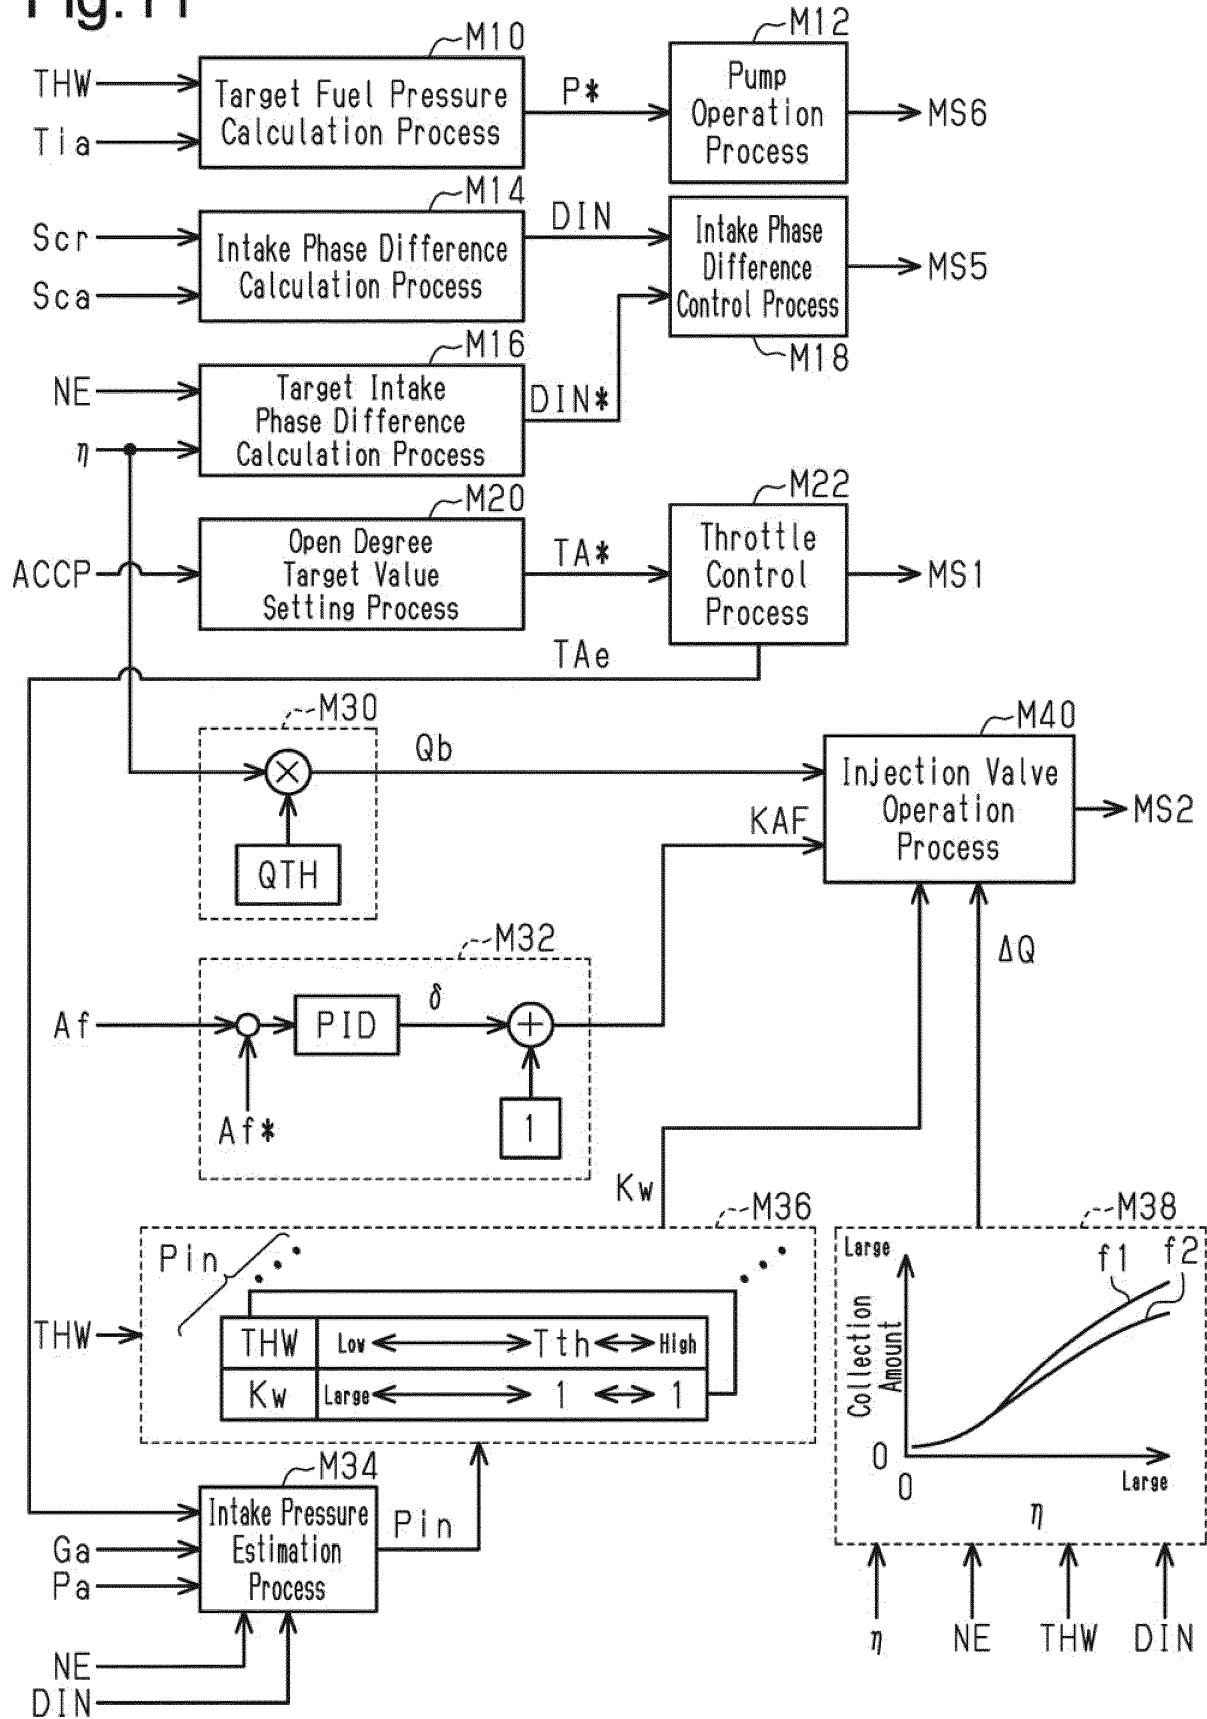 M10
THW
Tia
Target Fuel Pressure
Calculation Process
P*
M12
Pump
Operation
Process
MS6
M14
Scr
Sca
Intake Phase Difference
Calculation Process
DIN
Intake Phase
Difference
Control Process
M18
MS5
M16
NE
η
Target Intake
Phase Difference
Calculation Process
DIN*
M20
ACCP
Open Degree
Target Value
Setting Process
TA*
M22
Throttle
Control
Process
MS1
TAe
M30
Qb
QTH
M40
Injection Valve
Operation
Process
MS2
KAF
ΔQ
M32
Af
PID
δ
+
Af*
1
Kw
M36
Pin
THW
THW Low Tth High
Kw Large 1 1
M38
Large
f1 f2
Collection
Amount
0
0
Large
η
η NE THW DIN
M34
Intake Pressure
Estimation
Process
Pin
Ga
Pa
NE
DIN